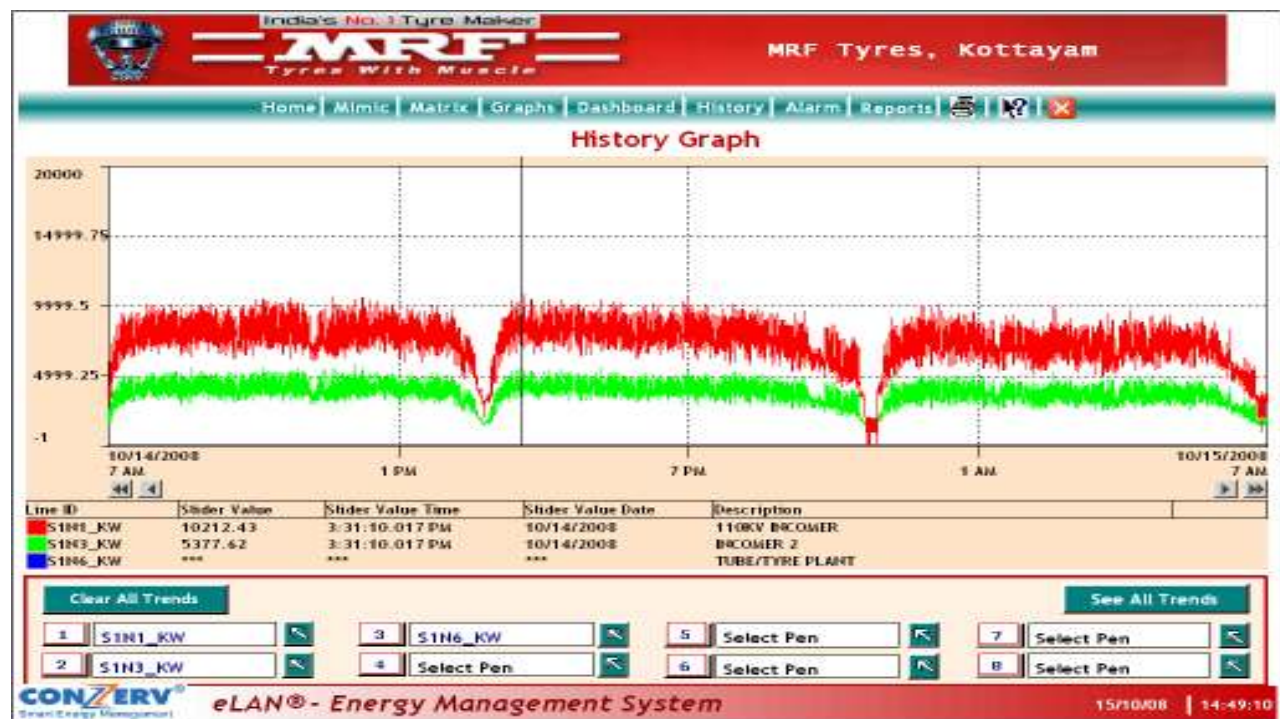 India's No. 1 Tyre Maker
MRF
Tyres With Muscle
MRF Tyres, Kottayam
Home | Mimic | Matrix | Graphs | Dashboard | History | Alarm | Reports
History Graph
20000
14999.75
9999.5
4999.25
-1
10/14/2008 10/15/2008
7 AM 1 PM 7 PM 1 AM 7 AM
Line ID Slider Value Slider Value Time Slider Value Date Description
S1N1_KW 10212.43 3:31:10.017 PM 10/14/2008 110KV INCOMER
S1N3_KW 5377.62 3:31:10.017 PM 10/14/2008 INCOMER 2
S1N6_KW *** *** *** TUBE/TYRE PLANT
Clear All Trends See All Trends
1 S1N1_KW 3 S1N6_KW 5 Select Pen 7 Select Pen
2 S1N3_KW 4 Select Pen 6 Select Pen 8 Select Pen
CONZERV®
Smart Energy Management
eLAN®- Energy Management System
15/10/08 | 14:49:10